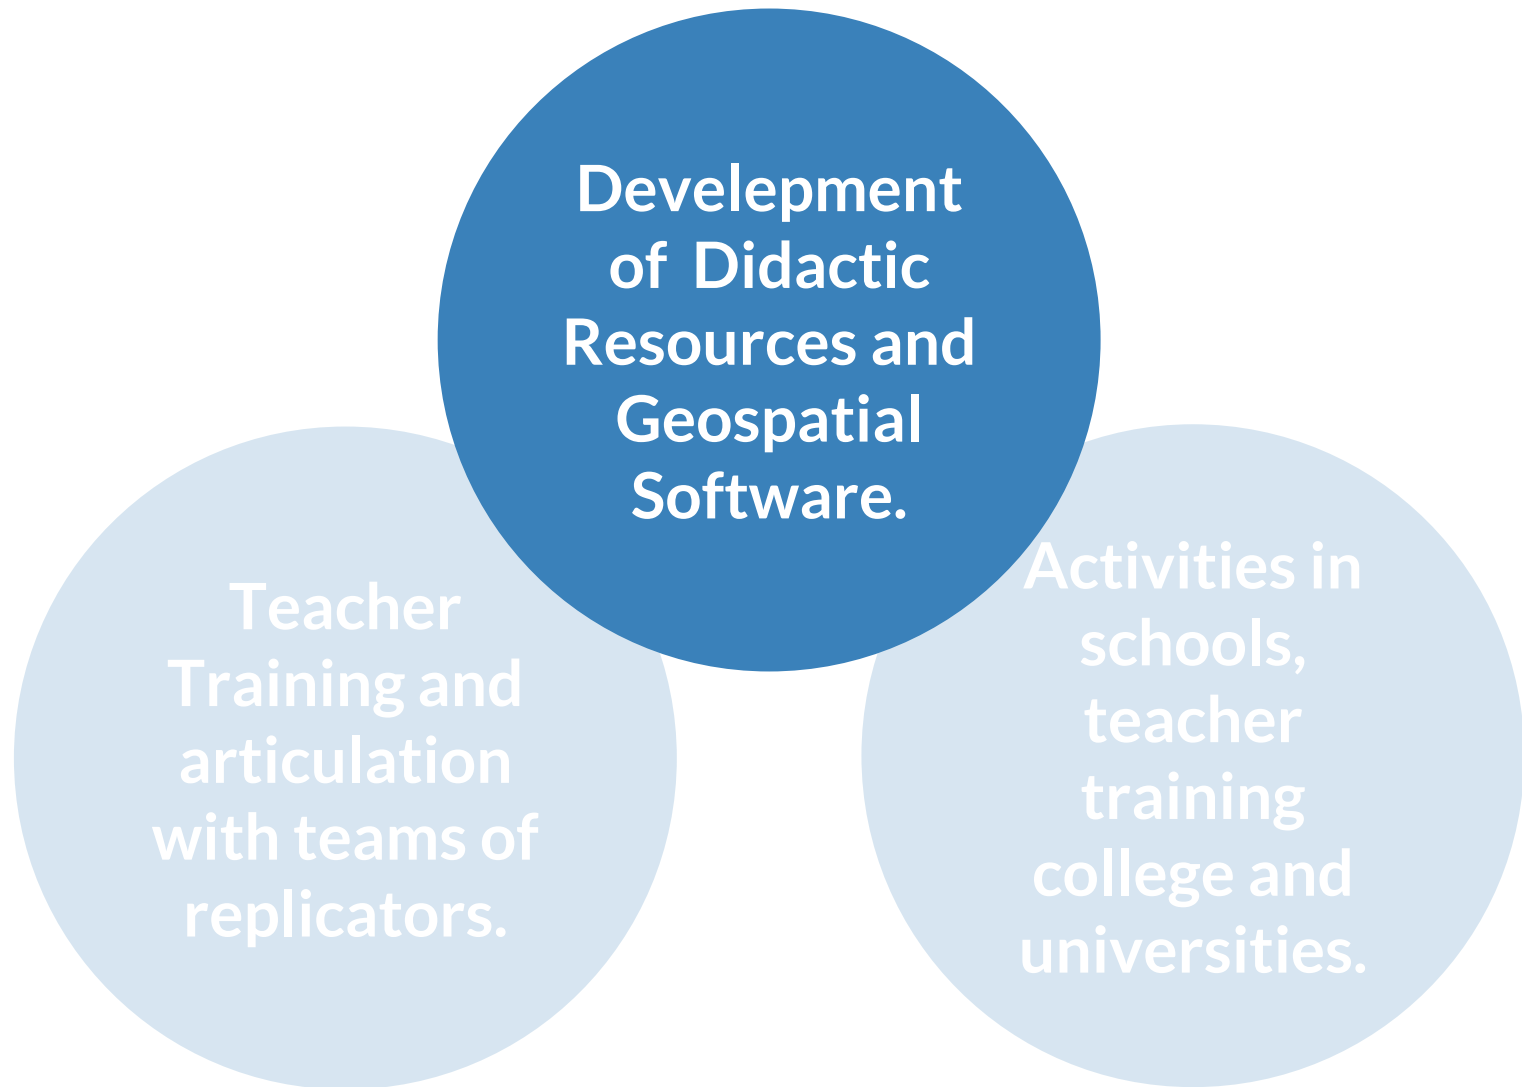 Develepment
of  Didactic
Resources and
Geospatial
Software.
Teacher
Training and
articulation
with teams of
replicators.
Activities in
schools,
teacher
training
college and
universities.